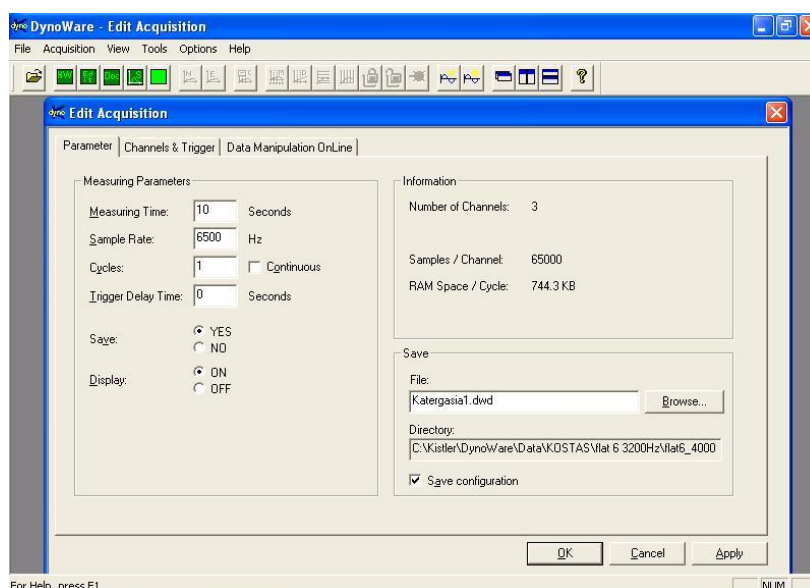 DynoWare - Edit Acquisition
File Acquisition View Tools Options Help
Edit Acquisition
Parameter Channels & Trigger Data Manipulation OnLine
Measuring Parameters
Measuring Time: 10 Seconds
Sample Rate: 6500 Hz
Cycles: 1 Continuous
Trigger Delay Time: 0 Seconds
Save: YES
NO
Display: ON
OFF
Information
Number of Channels: 3
Samples / Channel: 65000
RAM Space / Cycle: 744.3 KB
Save
File:
Katergasia1.dwd Browse...
Directory:
C:\Kistler\DynoWare\Data\KOSTAS\flat 6 3200Hz\flat6_4000
Save configuration
OK Cancel Apply
For Help, press F1 NUM